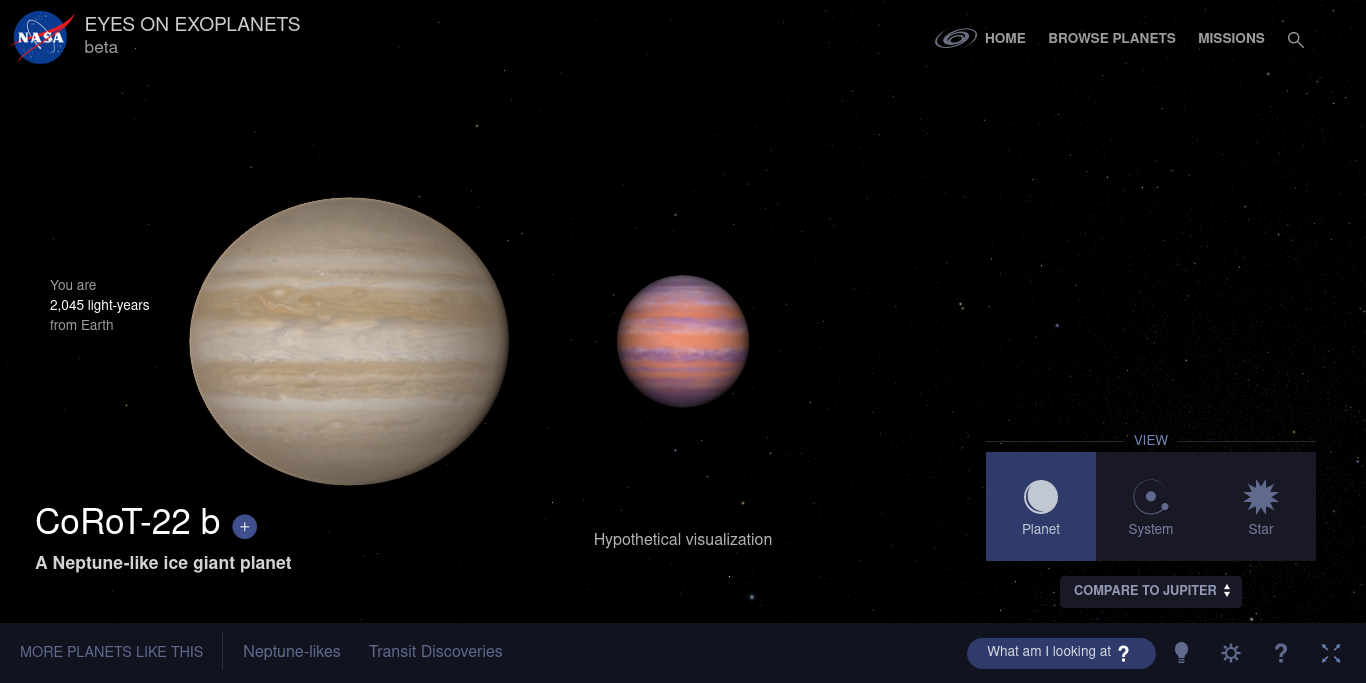 NASA
EYES ON EXOPLANETS
beta
HOME
BROWSE PLANETS
MISSIONS
You are
2,045 light-years
from Earth
CoRoT-22 b +
A Neptune-like ice giant planet
Hypothetical visualization
VIEW
Planet
System
Star
COMPARE TO JUPITER
MORE PLANETS LIKE THIS
Neptune-likes
Transit Discoveries
What am I looking at ?
?